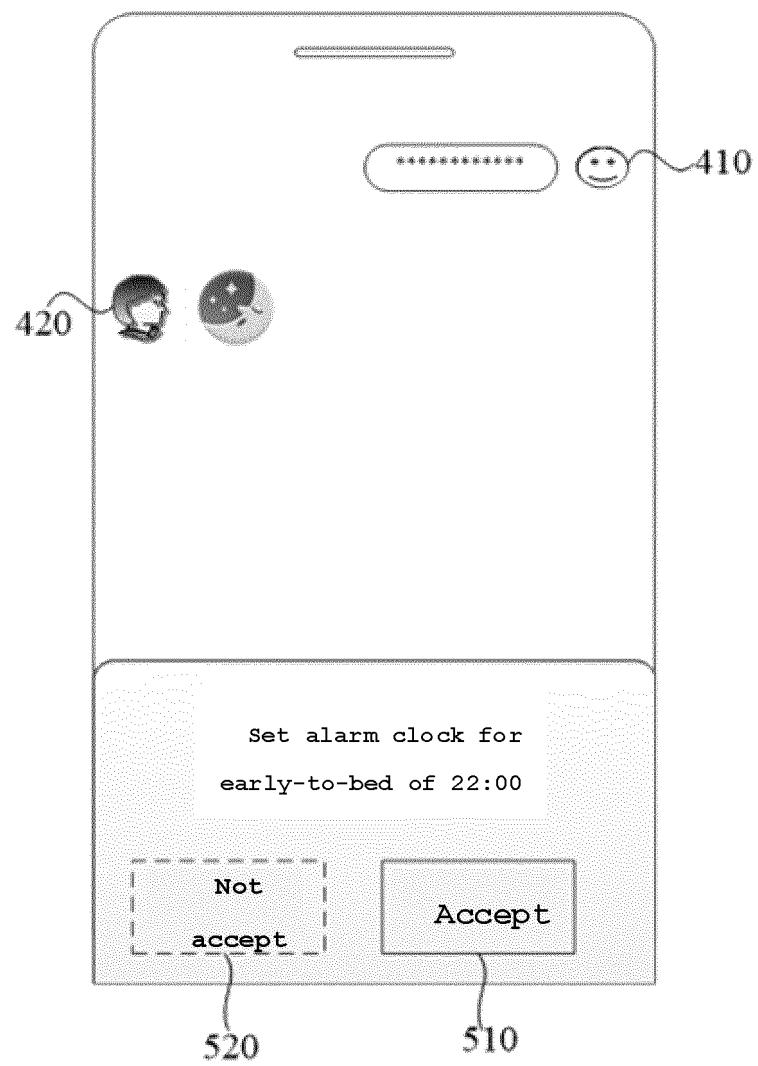 ************
410
420
Set alarm clock for
early-to-bed of 22:00
Not
accept
Accept
520
510